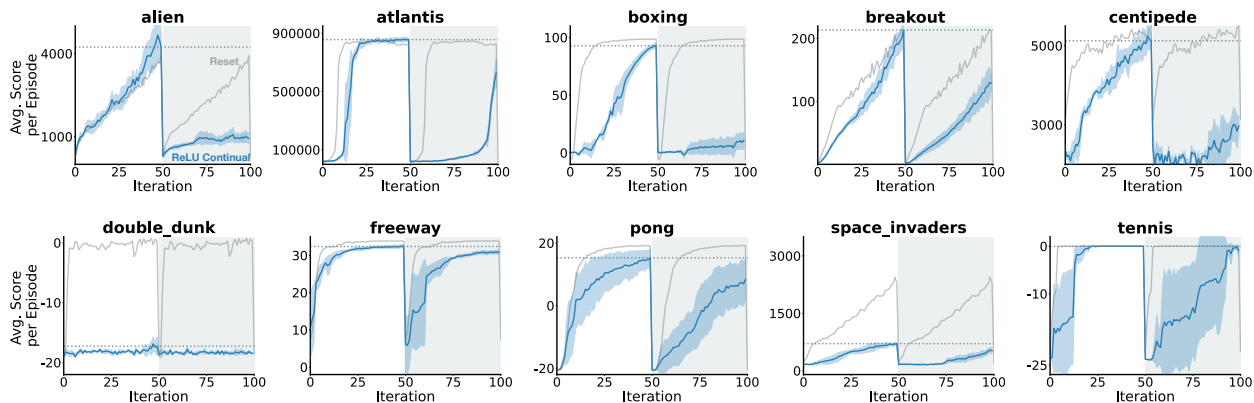 alien
atlantis
boxing
breakout
centipede
Avg. Score
per Episode
4000
1000
Reset
ReLU Continual
0 25 50 75 100
Iteration
900000
500000
100000
0 25 50 75 100
Iteration
100
75
50
25
0
0 25 50 75 100
Iteration
200
100
0 25 50 75 100
Iteration
5000
3000
0 25 50 75 100
Iteration
double_dunk
freeway
pong
space_invaders
tennis
Avg. Score
per Episode
0
-10
-20
0 25 50 75 100
Iteration
30
20
10
0
0 25 50 75 100
Iteration
20
0
-20
0 25 50 75 100
Iteration
3000
1500
0
0 25 50 75 100
Iteration
0
-10
-25
0 25 50 75 100
Iteration